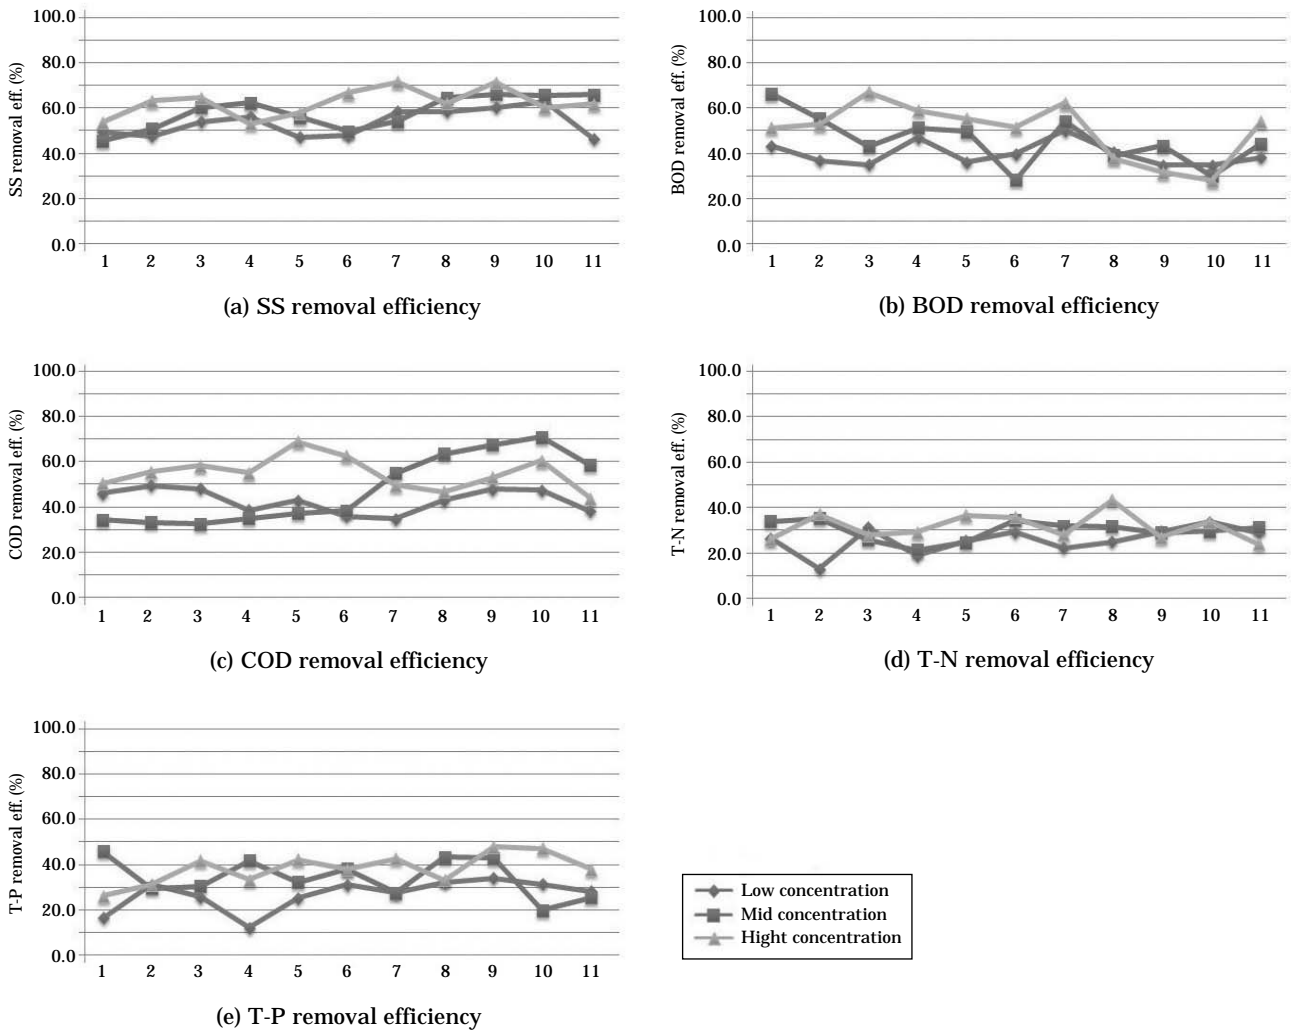 100.0
80.0
60.0
40.0
20.0
0.0
SS removal eff. (%)
1 2 3 4 5 6 7 8 9 10 11
(a) SS removal efficiency
100.0
80.0
60.0
40.0
20.0
0.0
BOD removal eff. (%)
1 2 3 4 5 6 7 8 9 10 11
(b) BOD removal efficiency
100.0
80.0
60.0
40.0
20.0
0.0
COD removal eff. (%)
1 2 3 4 5 6 7 8 9 10 11
(c) COD removal efficiency
100.0
80.0
60.0
40.0
20.0
0.0
T-N removal eff. (%)
1 2 3 4 5 6 7 8 9 10 11
(d) T-N removal efficiency
100.0
80.0
60.0
40.0
20.0
0.0
T-P removal eff. (%)
1 2 3 4 5 6 7 8 9 10 11
(e) T-P removal efficiency
Low concentration
Mid concentration
Hight concentration